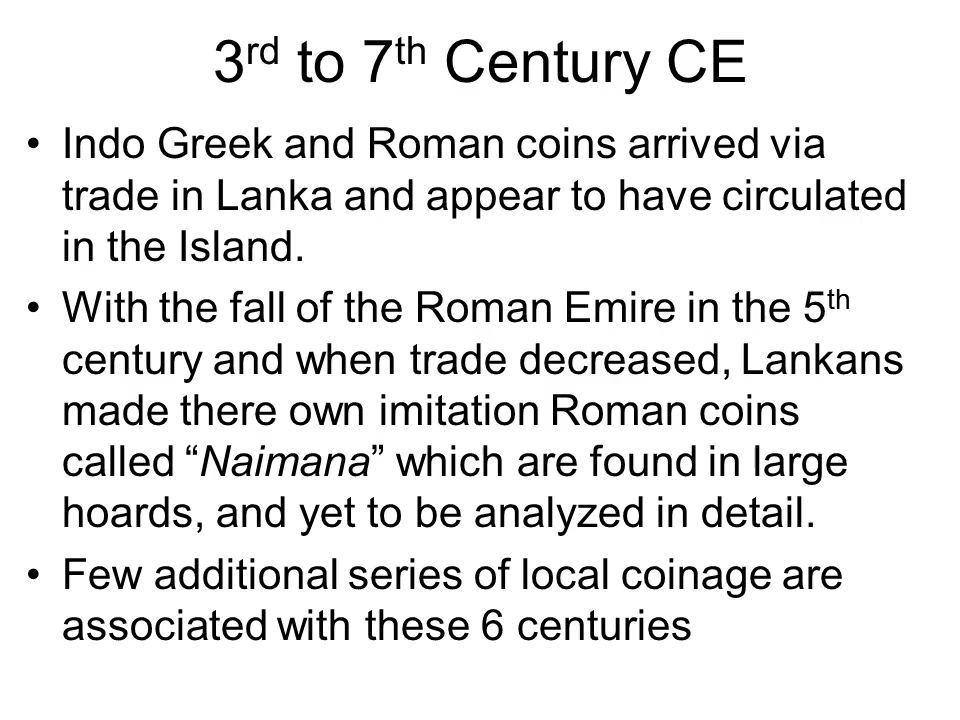 3rd to 7th Century CE
• Indo Greek and Roman coins arrived via
trade in Lanka and appear to have circulated
in the Island.
• With the fall of the Roman Emire in the 5th
century and when trade decreased, Lankans
made there own imitation Roman coins
called “Naimana” which are found in large
hoards, and yet to be analyzed in detail.
• Few additional series of local coinage are
associated with these 6 centuries